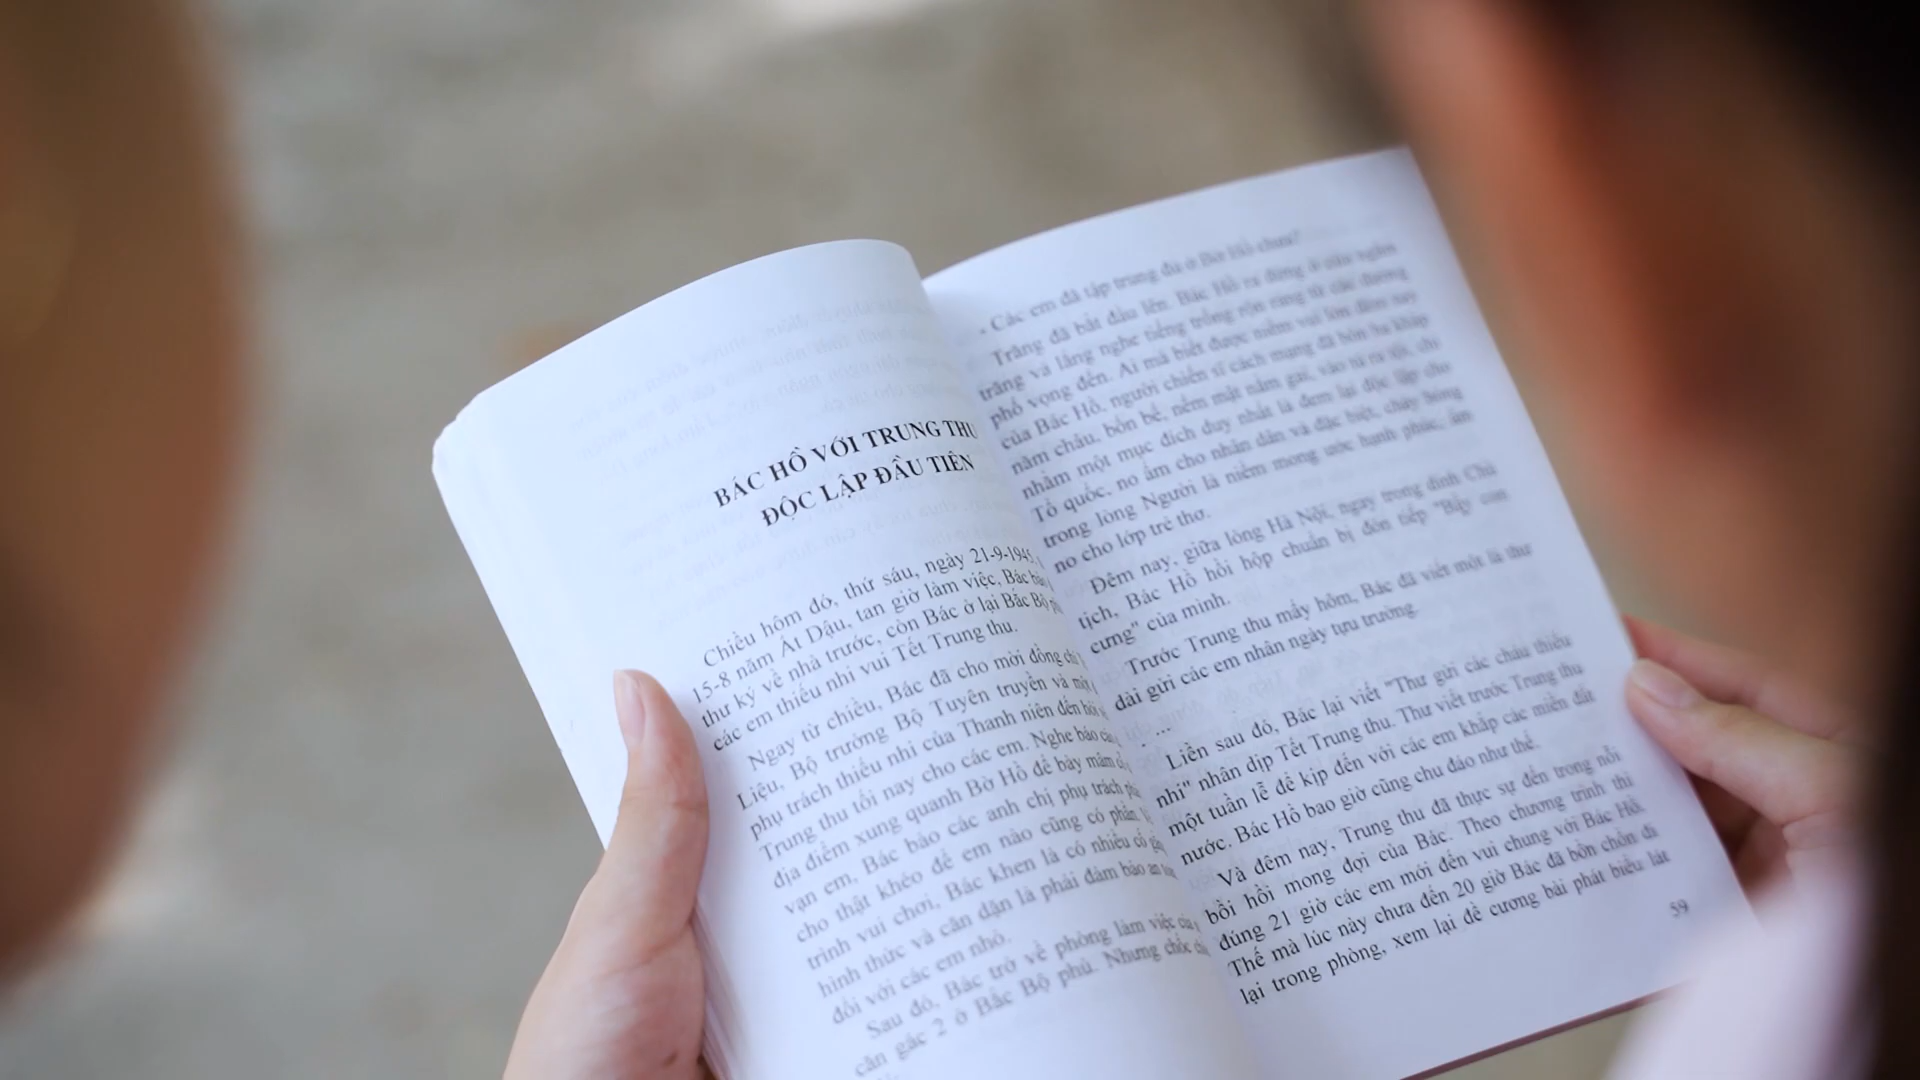 BÁC HỒ VỚI TRUNG THU
ĐỘC LẬP ĐẦU TIÊN
Chiều hôm đó, thứ sáu, ngày 21-9-1945,
15-8 năm Ất Dậu, tan giờ làm việc, Bác bảo
thư ký về nhà trước, còn Bác ở lại Bắc Bộ
các em thiếu nhi vui Tết Trung thu.
Ngay từ chiều, Bác đã cho mời đồng chí
Liệu, Bộ trưởng Bộ Tuyên truyền và một
phụ trách thiếu nhi của Thanh niên đến hỏi
Trung thu tối nay cho các em. Nghe báo cáo
địa điểm xung quanh Bờ Hồ để bày mâm
vạn em, Bác bảo các anh chị phụ trách
cho thật khéo để em nào cũng có phần.
trình vui chơi, Bác khen là có nhiều cố
hình thức và căn dặn là phải đảm bảo an
đối với các em nhỏ.
Sau đó, Bác trở về phòng làm việc của
căn gác 2 ở Bắc Bộ phủ. Nhưng chốc
- Các em đã tập trung đủ ở Bờ Hồ chưa?
Trăng đã bắt đầu lên. Bác Hồ ra đứng ở sân ngắm
trăng và lắng nghe tiếng trống rộn ràng từ các đường
phố vọng đến. Ai mà biết được niềm vui lớn đêm nay
của Bác Hồ, người chiến sĩ cách mạng đã bôn ba khắp
năm châu, bốn bể, nếm mật nằm gai, vào tù ra tội, chỉ
nhằm một mục đích duy nhất là đem lại độc lập cho
Tổ quốc, no ấm cho nhân dân và đặc biệt, cháy bỏng
trong lòng Người là niềm mong ước hạnh phúc, ấm
no cho lớp trẻ thơ.
Đêm nay, giữa lòng Hà Nội, ngay trong dinh Chủ
tịch, Bác Hồ hồi hộp chuẩn bị đón tiếp "Bầy con
cưng" của mình.
Trước Trung thu mấy hôm, Bác đã viết một lá thư
dài gửi các em nhân ngày tựu trường.
...
Liền sau đó, Bác lại viết "Thư gửi các cháu thiếu
nhi" nhân dịp Tết Trung thu. Thư viết trước Trung thu
một tuần lễ để kịp đến với các em khắp các miền đất
nước. Bác Hồ bao giờ cũng chu đáo như thế.
Và đêm nay, Trung thu đã thực sự đến trong nỗi
bồi hồi mong đợi của Bác. Theo chương trình thì
đúng 21 giờ các em mới đến vui chung với Bác Hồ.
Thế mà lúc này chưa đến 20 giờ Bác đã bồn chồn đi
lại trong phòng, xem lại đề cương bài phát biểu lát
59